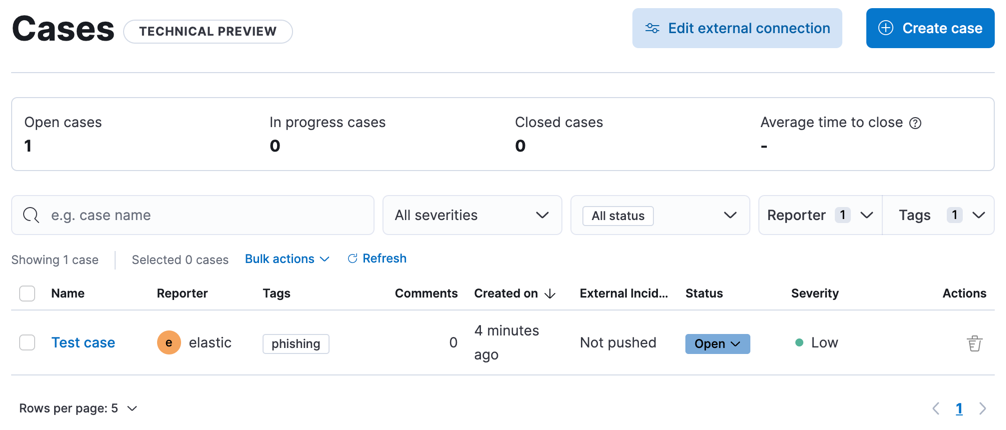 Cases TECHNICAL PREVIEW Edit external connection Create case
Open cases In progress cases Closed cases Average time to close
1 0 0 -
e.g. case name All severities All status Reporter 1 Tags 1
Showing 1 case Selected 0 cases Bulk actions Refresh
Name Reporter Tags Comments Created on External Incid... Status Severity Actions
Test case e elastic phishing 0 4 minutes ago Not pushed Open Low
Rows per page: 5 1